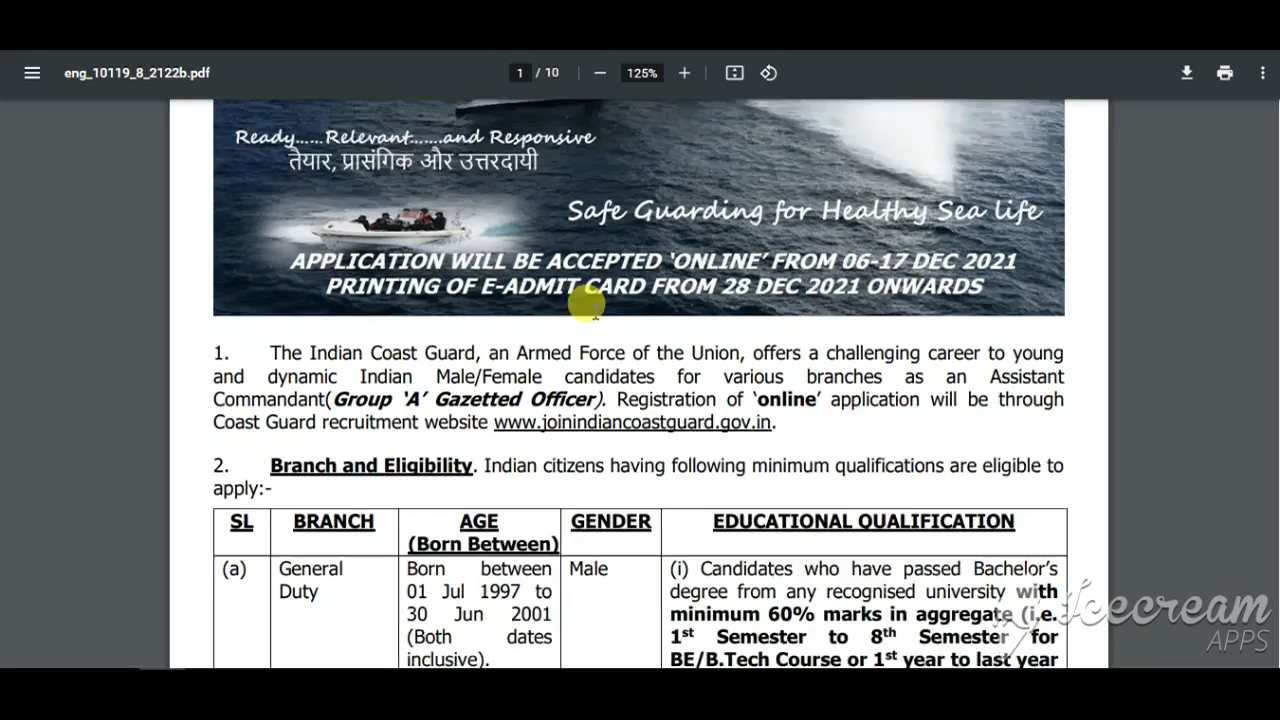 eng_10119_8_2122b.pdf
1 / 10
125%
Ready......Relevant.......and Responsive
तैयार, प्रासंगिक और उत्तरदायी
Safe Guarding for Healthy Sea life
APPLICATION WILL BE ACCEPTED ‘ONLINE’ FROM 06-17 DEC 2021
PRINTING OF E-ADMIT CARD FROM 28 DEC 2021 ONWARDS
1. The Indian Coast Guard, an Armed Force of the Union, offers a challenging career to young
and dynamic Indian Male/Female candidates for various branches as an Assistant
Commandant(Group ‘A’ Gazetted Officer). Registration of ‘online’ application will be through
Coast Guard recruitment website www.joinindiancoastguard.gov.in.
2. Branch and Eligibility. Indian citizens having following minimum qualifications are eligible to
apply:-
SL BRANCH AGE GENDER EDUCATIONAL QUALIFICATION
(Born Between)
(a) General Born between Male (i) Candidates who have passed Bachelor’s
Duty 01 Jul 1997 to degree from any recognised university with
30 Jun 2001 minimum 60% marks in aggregate (i.e.
(Both dates 1st Semester to 8th Semester for
inclusive). BE/B.Tech Course or 1st year to last year
Icecream
APPS